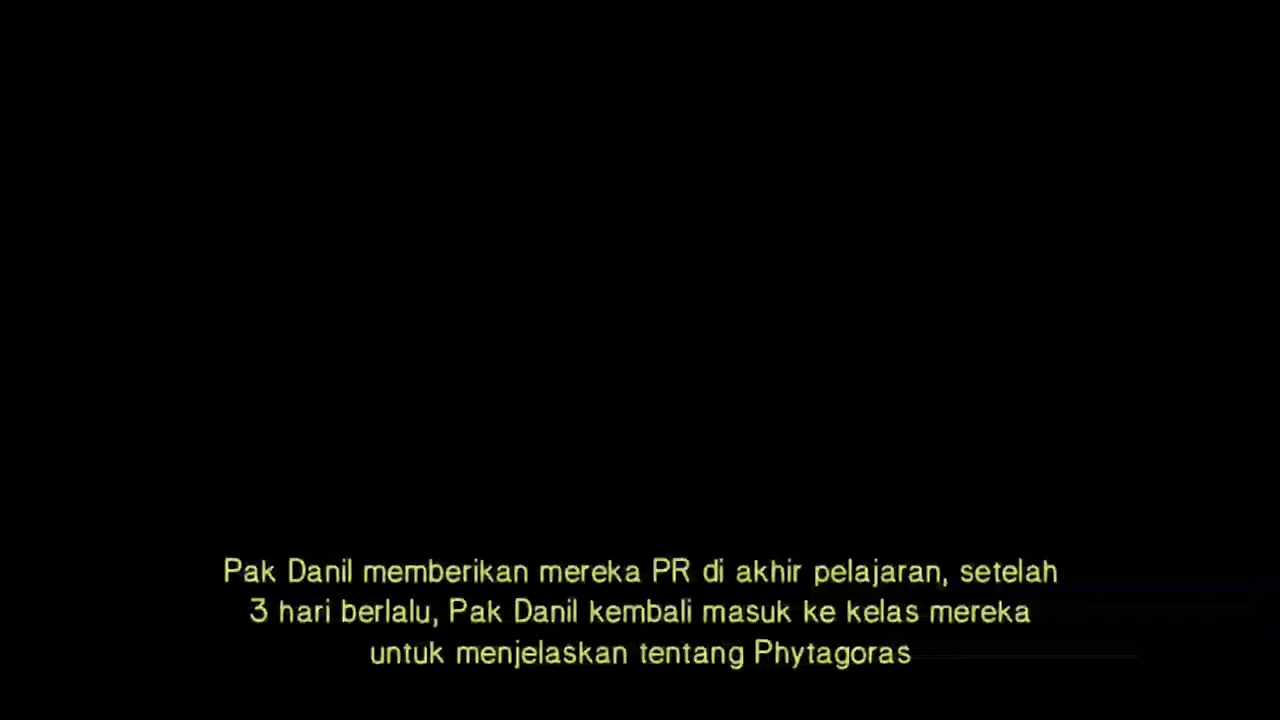 Pak Danil memberikan mereka PR di akhir pelajaran, setelah
3 hari berlalu, Pak Danil kembali masuk ke kelas mereka
untuk menjelaskan tentang Phytagoras